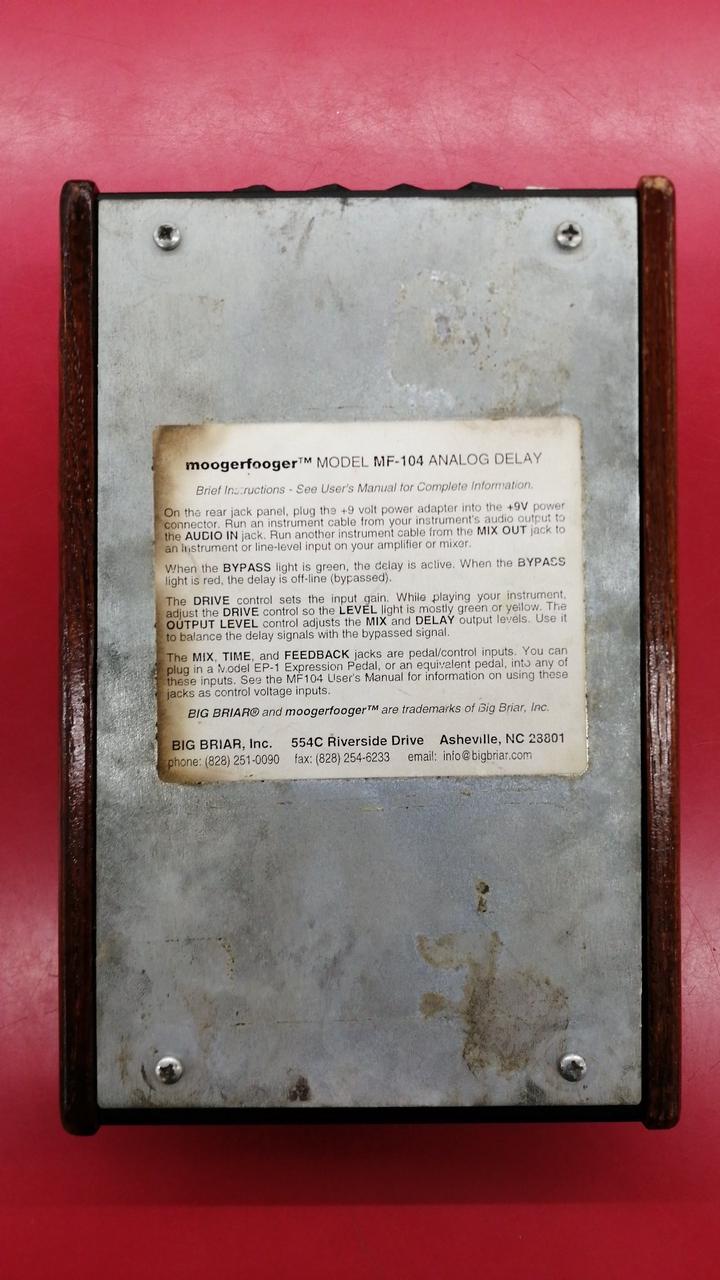 moogerfooger™ MODEL MF-104 ANALOG DELAY
Brief Instructions - See User's Manual for Complete Information.
On the rear jack panel, plug the +9 volt power adapter into the +9V power
connector. Run an instrument cable from your instrument's audio output to
the AUDIO IN jack. Run another instrument cable from the MIX OUT jack to
an instrument or line-level input on your amplifier or mixer.
When the BYPASS light is green, the delay is active. When the BYPASS
light is red, the delay is off-line (bypassed).
The DRIVE control sets the input gain. While playing your instrument,
adjust the DRIVE control so the LEVEL light is mostly green or yellow. The
OUTPUT LEVEL control adjusts the MIX and DELAY output levels. Use it
to balance the delay signals with the bypassed signal.
The MIX, TIME, and FEEDBACK jacks are pedal/control inputs. You can
plug in a Model EP-1 Expression Pedal, or an equivalent pedal, into any of
these inputs. See the MF104 User's Manual for information on using these
jacks as control voltage inputs.
BIG BRIAR® and moogerfooger™ are trademarks of Big Briar, Inc.
BIG BRIAR, Inc. 554C Riverside Drive Asheville, NC 28801
phone: (828) 251-0090 fax: (828) 254-6233 email: info@bigbriar.com